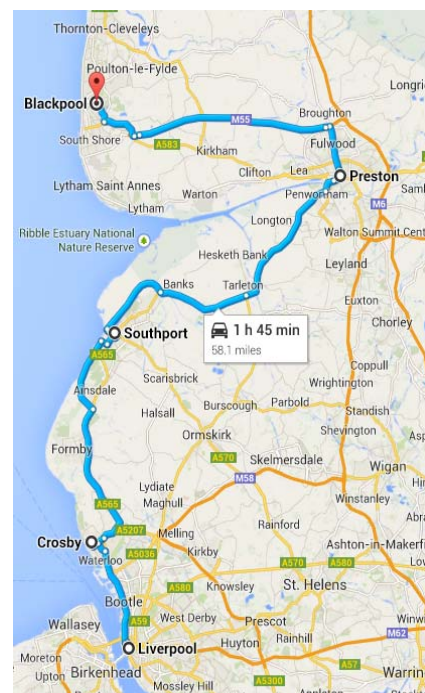 Thornton-Cleveleys
Poulton-le-Fylde
Longri
Blackpool
M55
Broughton
South Shore
A583
Kirkham
Fulwood
Clifton
Lea
Preston
Lytham Saint Annes
Warton
Penwortham
Sam
Lytham
M6
Longton
Ribble Estuary National
Nature Reserve
Walton Summit Cent
Hesketh Bank
Leyland
Banks
Tarleton
Euxton
1 h 45 min
58.1 miles
Chorley
Southport
A565
Coppull
Scarisbrick
Wrightington
Ainsdale
Burscough
Parbold
Standish
Halsall
Shevington
Asp
Ormskirk
A570
Formby
Skelmersdale
Wigan
M58
Lydiate
Winstanley
Maghull
A565
Rainford
A5207
Crosby
Melling
Ashton-in-Makerfi
A5036
Kirkby
Waterloo
A570
A580
Lo
A580
Knowsley
St. Helens
Bootle
A59
West Derby
Wallasey
Prescot
Winwi
Liverpool
Huyton
Rainhill
M62
Moreton
A57
Upton
Birkenhead
A5300
Warrin
Mossley Hill